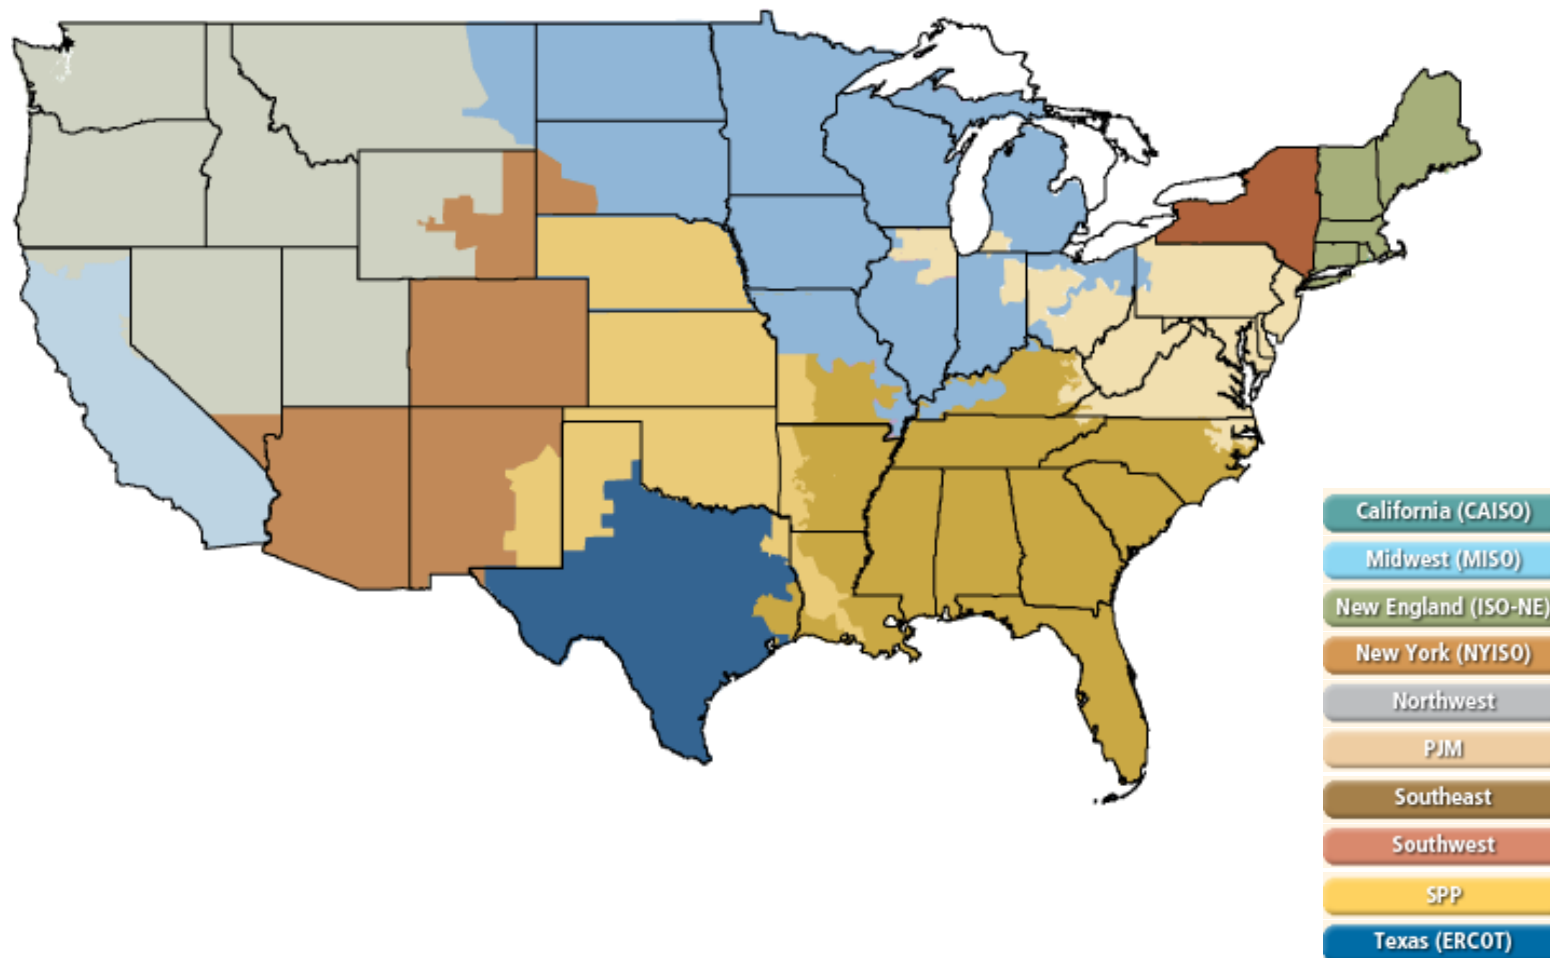 California (CAISO)
Midwest (MISO)
New England (ISO-NE)
New York (NYISO)
Northwest
PJM
Southeast
Southwest
SPP
Texas (ERCOT)